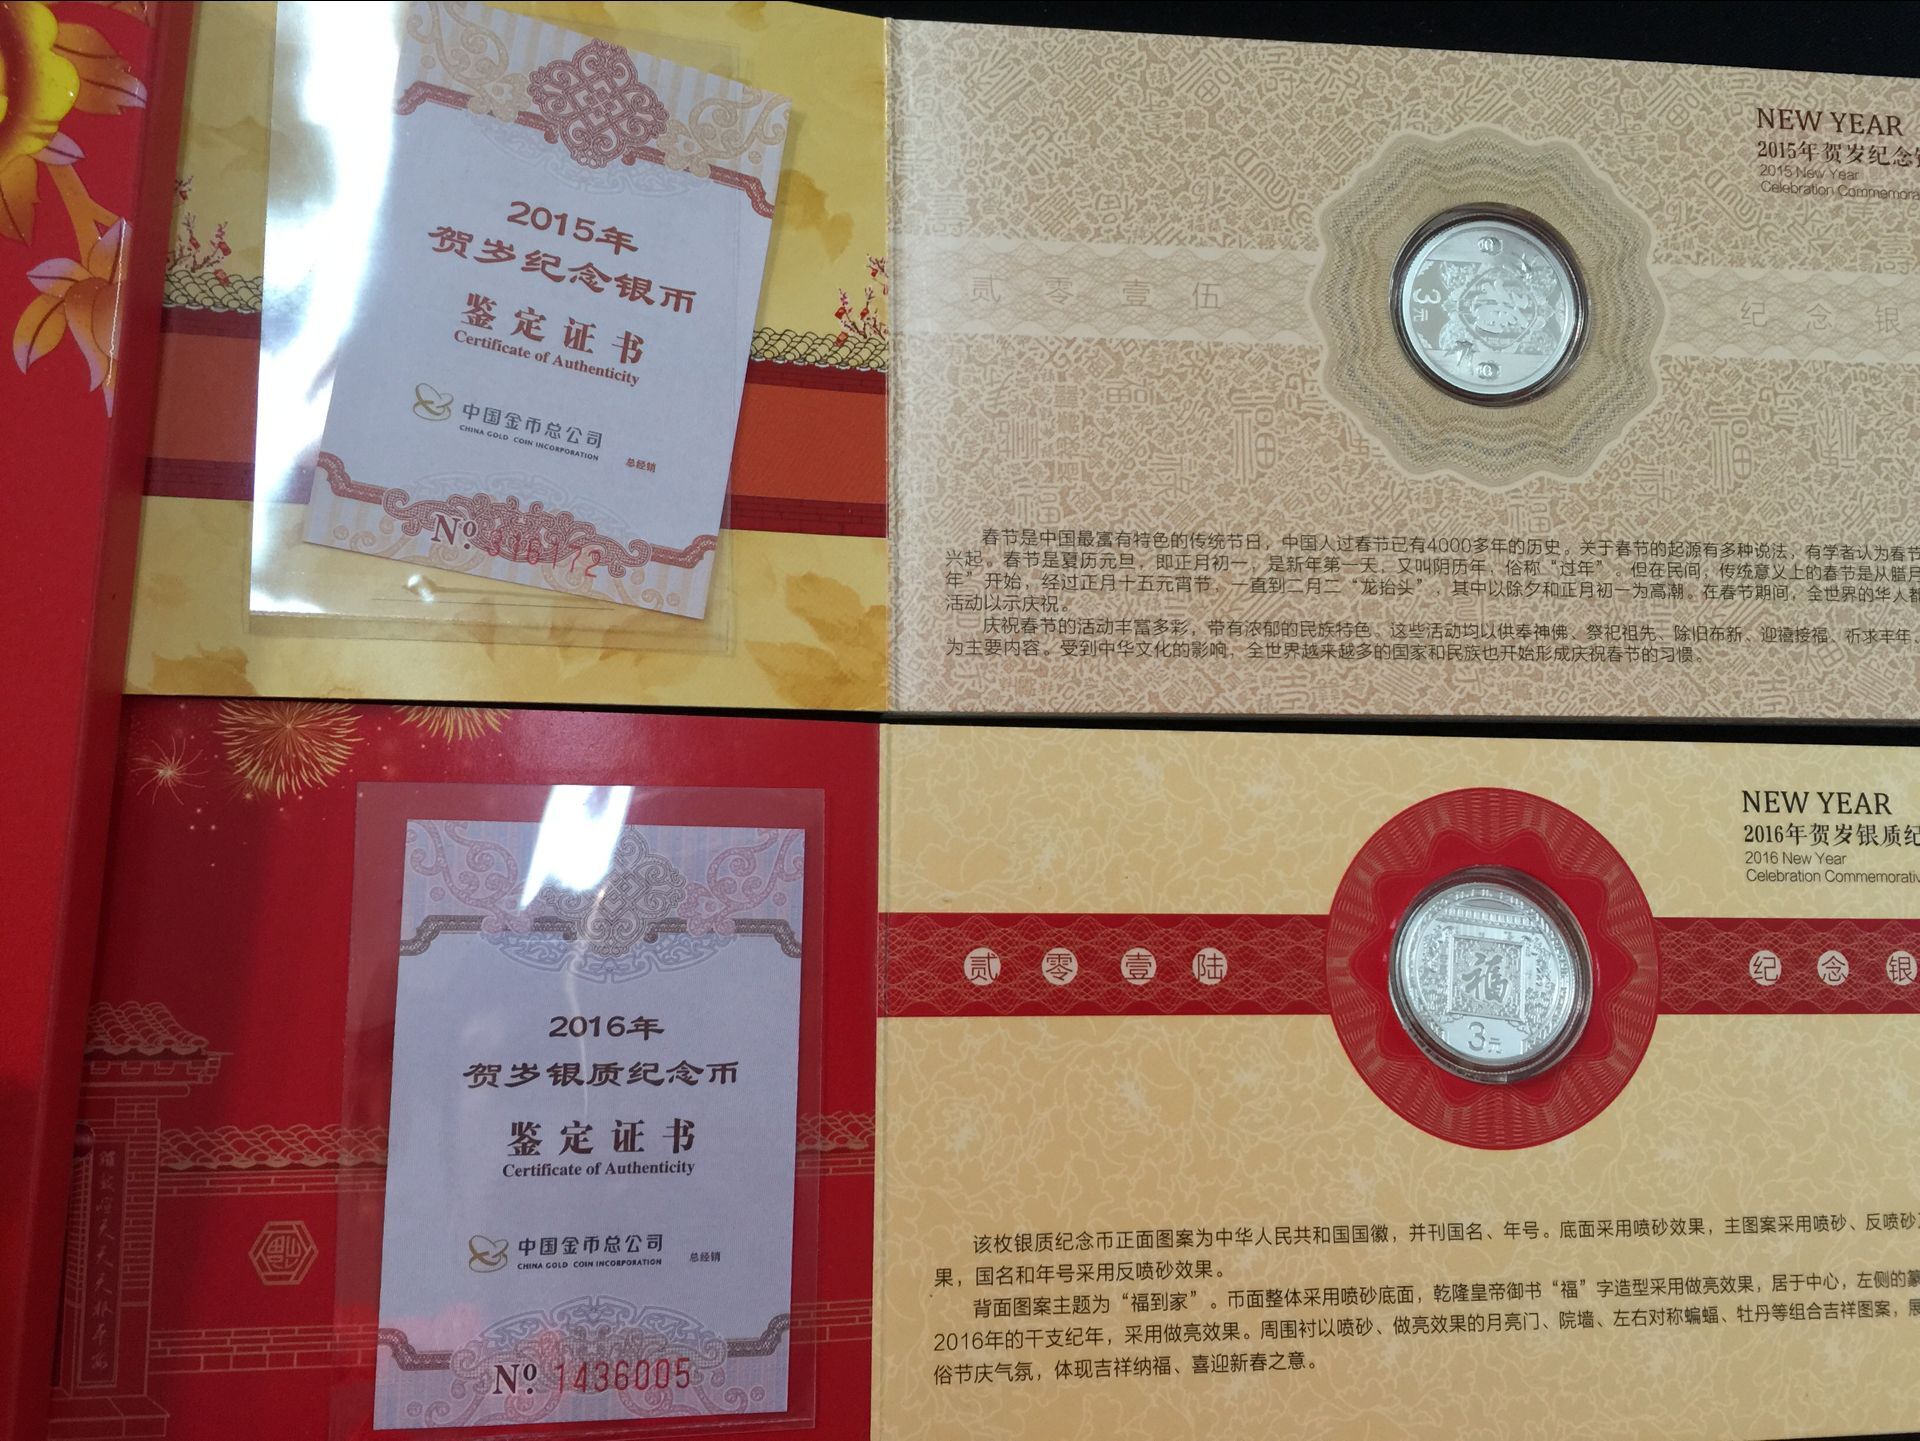 2015年
贺岁纪念银币
鉴定证书
Certificate of Authenticity
中国金币总公司
CHINA GOLD COIN INCORPORATION
总经销
Nº. 316172
NEW YEAR
2015年贺岁纪念
2015 New Year
Celebration Commemora
贰零壹伍
纪念银
3元
春节是中国最富有特色的传统节日，中国人过春节已有4000多年的历史。关于春节的起源有多种说法，有学者认为春节
兴起。春节是夏历元旦，即正月初一，是新年第一天，又叫阴历年，俗称“过年”。但在民间，传统意义上的春节是从腊月
年”开始，经过正月十五元宵节，一直到二月二“龙抬头”，其中以除夕和正月初一为高潮。在春节期间，全世界的华人都
活动以示庆祝。
庆祝春节的活动丰富多彩，带有浓郁的民族特色。这些活动均以供奉神佛、祭祀祖先、除旧布新、迎禧接福、祈求丰年、
为主要内容。受到中华文化的影响，全世界越来越多的国家和民族也开始形成庆祝春节的习惯。
2016年
贺岁银质纪念币
鉴定证书
Certificate of Authenticity
中国金币总公司
CHINA GOLD COIN INCORPORATION
总经销
Nº. 1436005
NEW YEAR
2016年贺岁银质纪
2016 New Year
Celebration Commemorativ
贰零壹陆
纪念银
福
3元
该枚银质纪念币正面图案为中华人民共和国国徽，并刊国名、年号。底面采用喷砂效果，主图案采用喷砂、反喷砂
果，国名和年号采用反喷砂效果。
背面图案主题为“福到家”。币面整体采用喷砂底面，乾隆皇帝御书“福”字造型采用做亮效果，居于中心，左侧的篆
2016年的干支纪年，采用做亮效果。周围衬以喷砂、做亮效果的月亮门、院墙、左右对称蝙蝠、牡丹等组合吉祥图案，展
俗节庆气氛，体现吉祥纳福、喜迎新春之意。